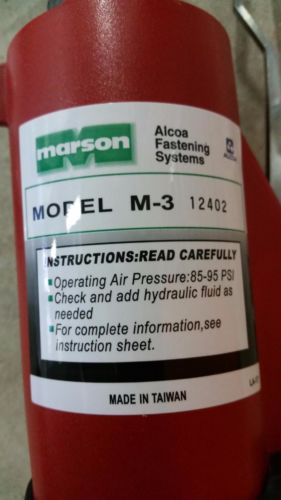 marson
Alcoa
Fastening
Systems
MODEL M-3 12402
INSTRUCTIONS:READ CAREFULLY
▪Operating Air Pressure:85-95 PSI
▪Check and add hydraulic fluid as
needed
▪For complete information,see
instruction sheet.
MADE IN TAIWAN